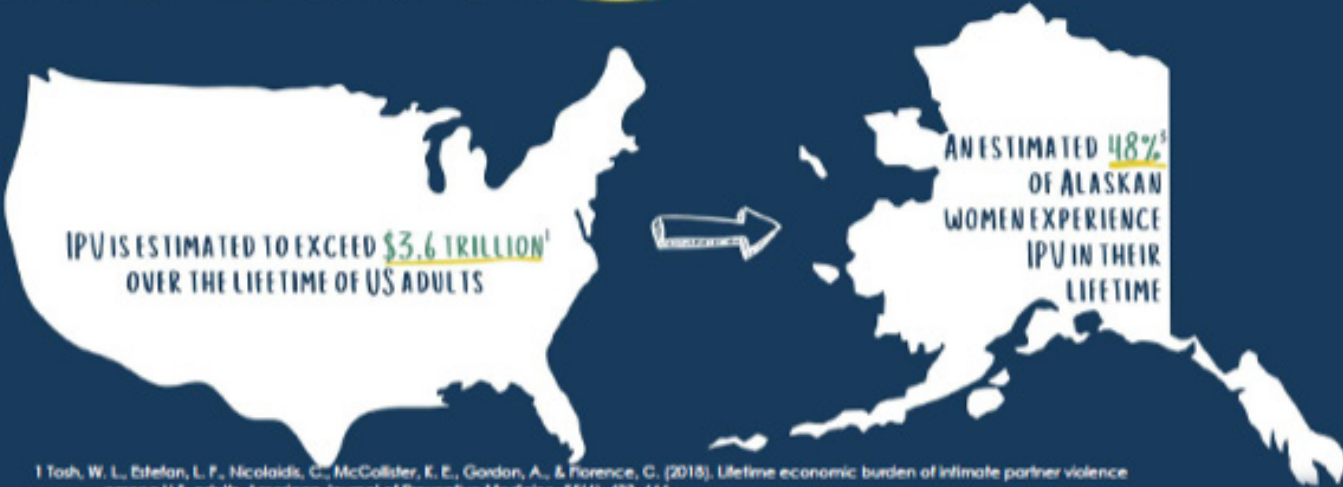 IPV IS ESTIMATED TO EXCEED $3.6 TRILLION¹
OVER THE LIFETIME OF US ADULTS
AN ESTIMATED 48%⁵
OF ALASKAN
WOMEN EXPERIENCE
IPV IN THEIR
LIFETIME
1 Tosh, W. L., Estefan, L. F., Nicolaidis, C., McCollister, K. E., Gordon, A., & Florence, C. (2018). Lifetime economic burden of intimate partner violence